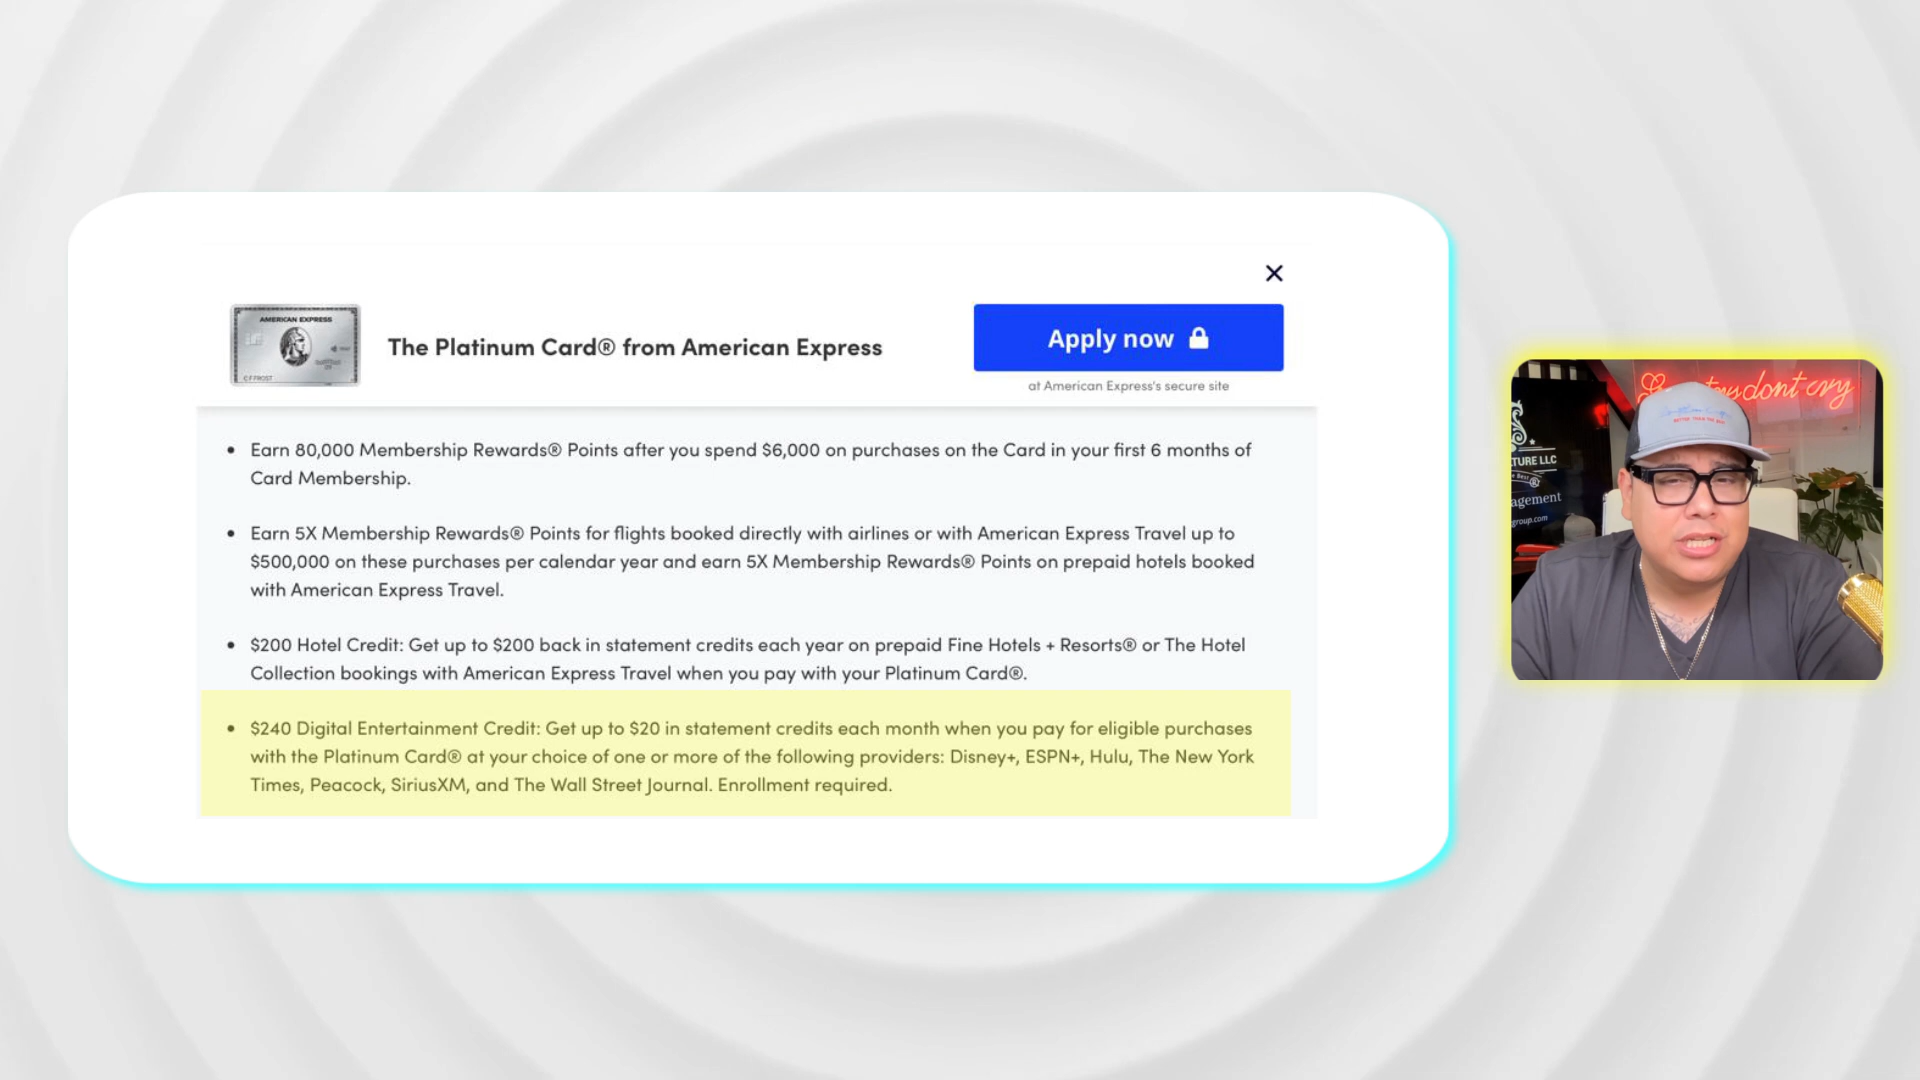 AMERICAN EXPRESS
C F FROST
The Platinum Card® from American Express
Apply now
at American Express's secure site
• Earn 80,000 Membership Rewards® Points after you spend $6,000 on purchases on the Card in your first 6 months of
Card Membership.
• Earn 5X Membership Rewards® Points for flights booked directly with airlines or with American Express Travel up to
$500,000 on these purchases per calendar year and earn 5X Membership Rewards® Points on prepaid hotels booked
with American Express Travel.
• $200 Hotel Credit: Get up to $200 back in statement credits each year on prepaid Fine Hotels + Resorts® or The Hotel
Collection bookings with American Express Travel when you pay with your Platinum Card®.
• $240 Digital Entertainment Credit: Get up to $20 in statement credits each month when you pay for eligible purchases
with the Platinum Card® at your choice of one or more of the following providers: Disney+, ESPN+, Hulu, The New York
Times, Peacock, SiriusXM, and The Wall Street Journal. Enrollment required.
dont cry
TURE LLC
agement
group.com